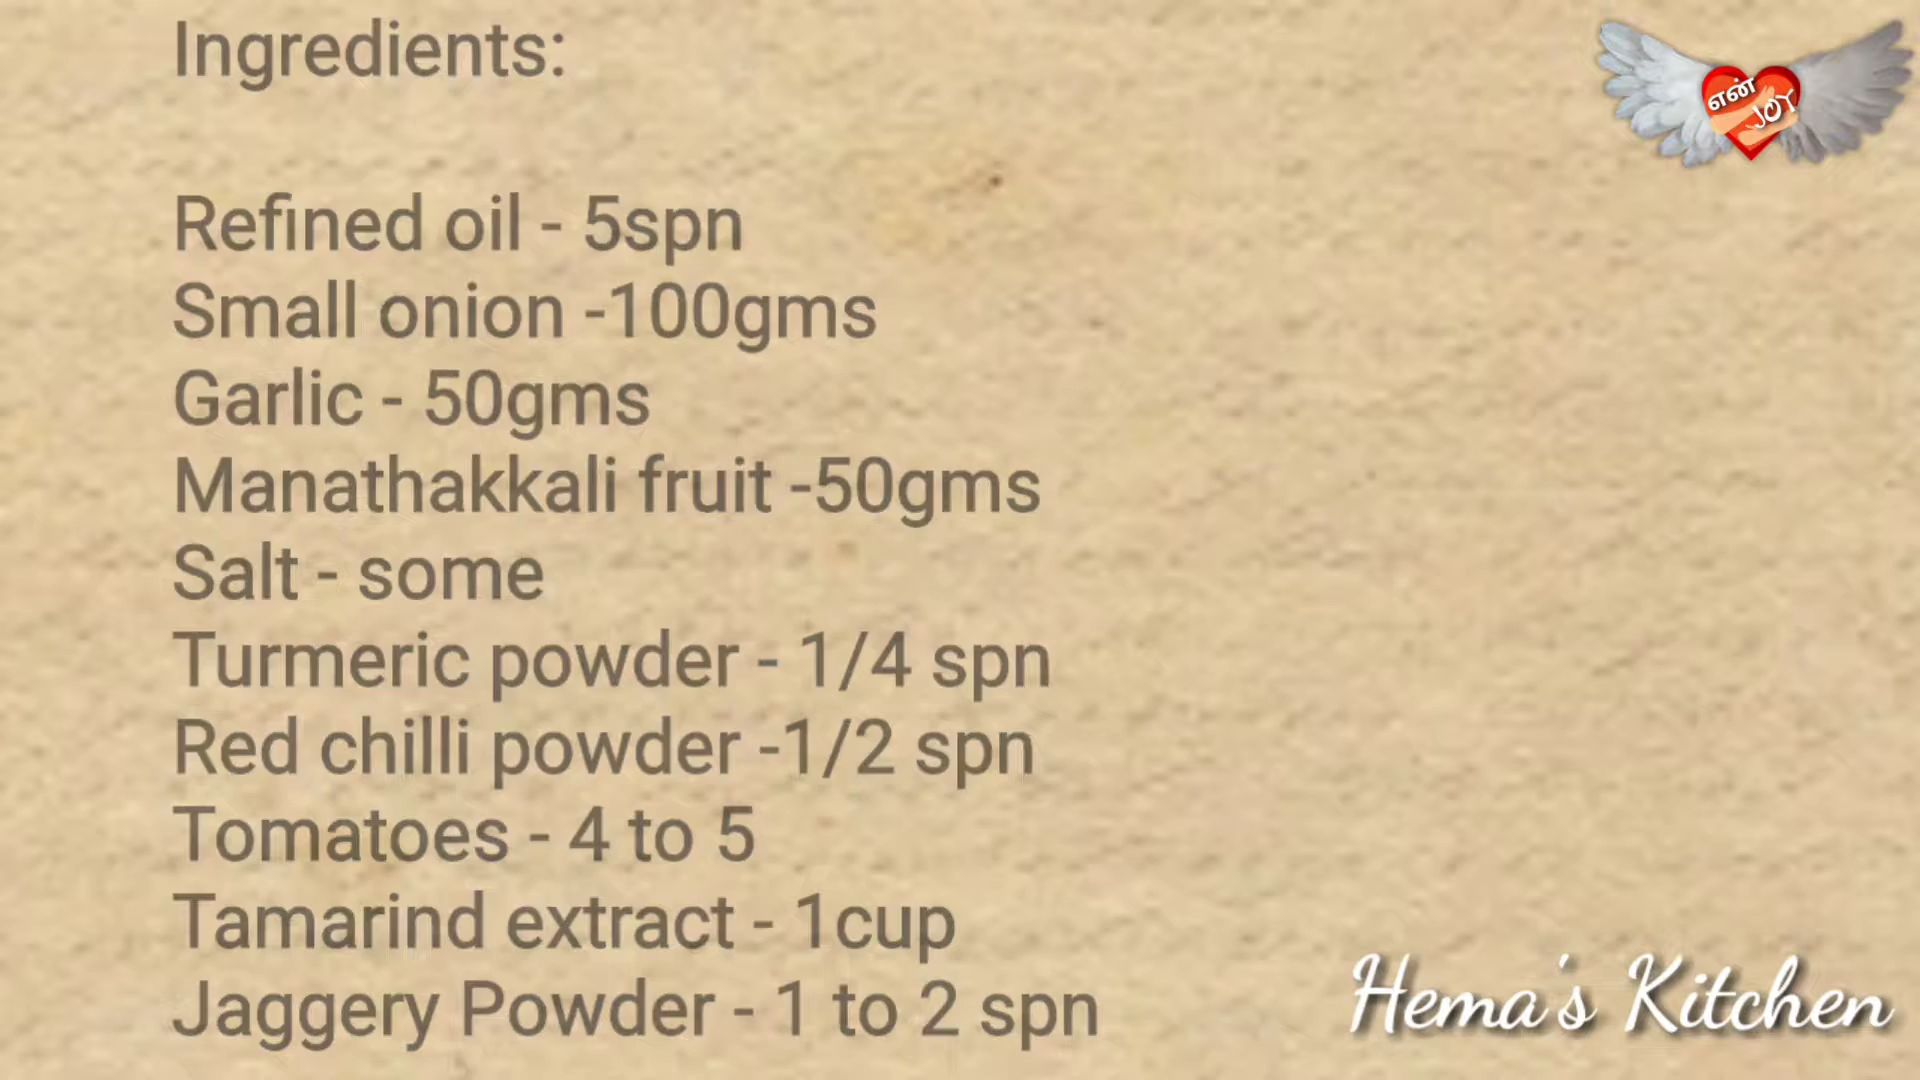 Ingredients:
என்
JOY
Refined oil - 5spn
Small onion -100gms
Garlic - 50gms
Manathakkali fruit -50gms
Salt - some
Turmeric powder - 1/4 spn
Red chilli powder -1/2 spn
Tomatoes - 4 to 5
Tamarind extract - 1cup
Jaggery Powder - 1 to 2 spn
Hema's Kitchen